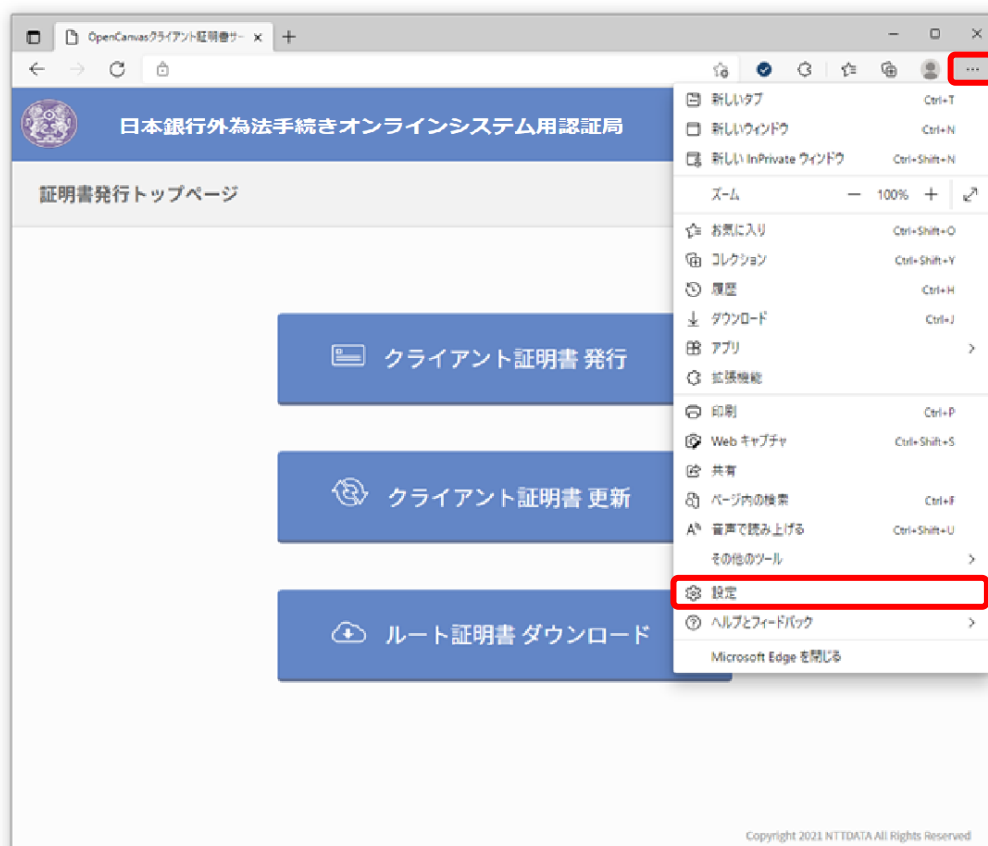 OpenCanvasクライアント証明書サー
日本銀行外為法手続きオンラインシステム用認証局
証明書発行トップページ
クライアント証明書 発行
クライアント証明書 更新
ルート証明書 ダウンロード
新しいタブ Ctrl+T
新しいウィンドウ Ctrl+N
新しい InPrivate ウィンドウ Ctrl+Shift+N
ズーム 100%
お気に入り Ctrl+Shift+O
コレクション Ctrl+Shift+Y
履歴 Ctrl+H
ダウンロード Ctrl+J
アプリ
拡張機能
印刷 Ctrl+P
Web キャプチャ Ctrl+Shift+S
共有
ページ内の検索 Ctrl+F
音声で読み上げる Ctrl+Shift+U
その他のツール
設定
ヘルプとフィードバック
Microsoft Edge を閉じる
Copyright 2021 NTTDATA All Rights Reserved